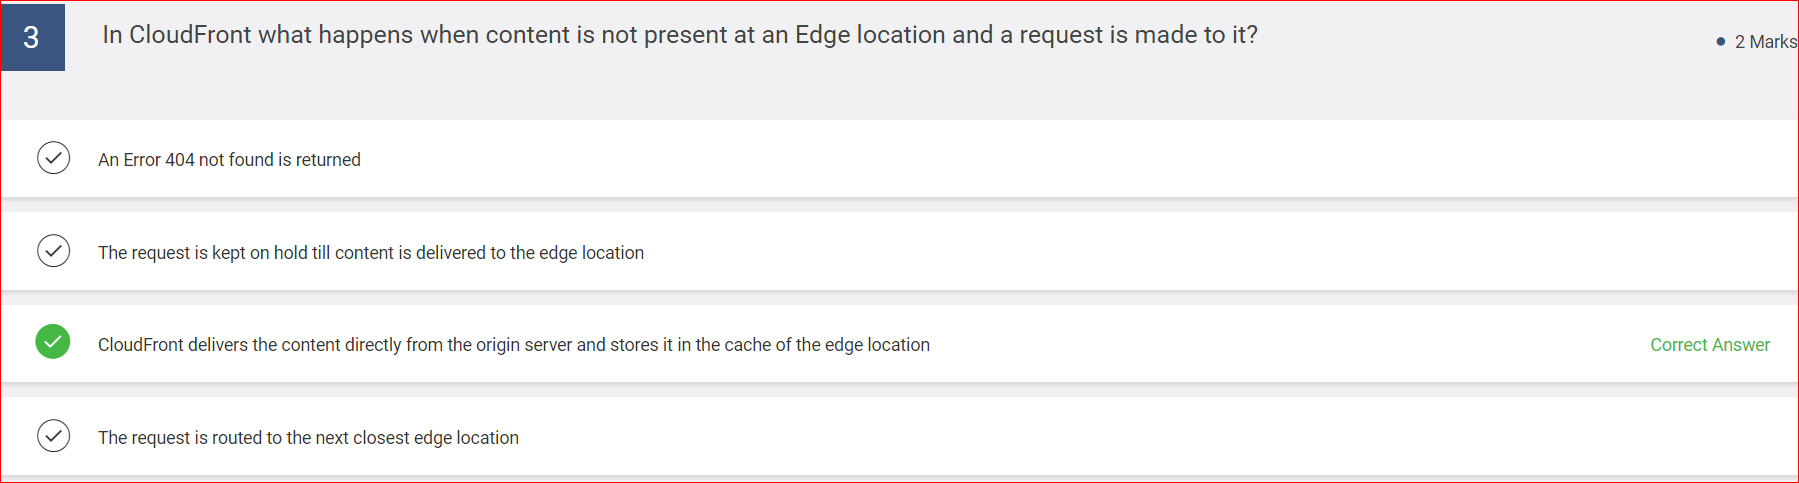 3
In CloudFront what happens when content is not present at an Edge location and a request is made to it?
2 Marks
An Error 404 not found is returned
The request is kept on hold till content is delivered to the edge location
CloudFront delivers the content directly from the origin server and stores it in the cache of the edge location
Correct Answer
The request is routed to the next closest edge location